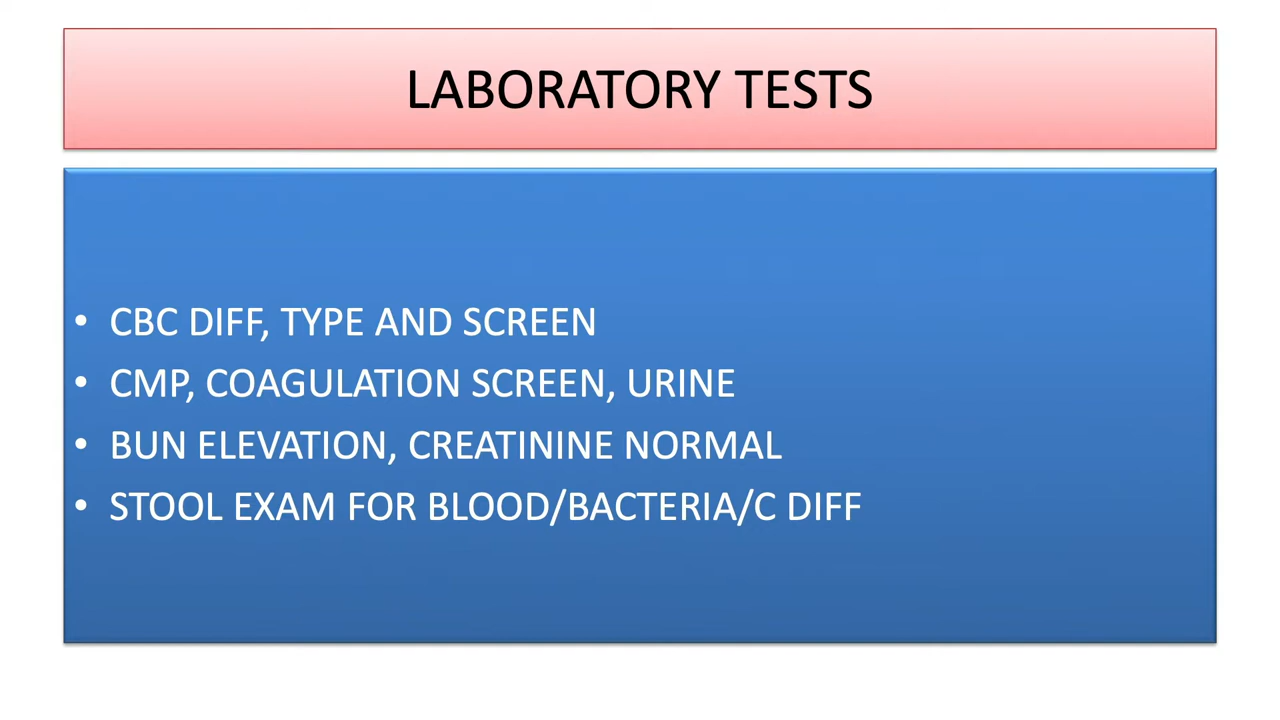 LABORATORY TESTS
• CBC DIFF, TYPE AND SCREEN
• CMP, COAGULATION SCREEN, URINE
• BUN ELEVATION, CREATININE NORMAL
• STOOL EXAM FOR BLOOD/BACTERIA/C DIFF